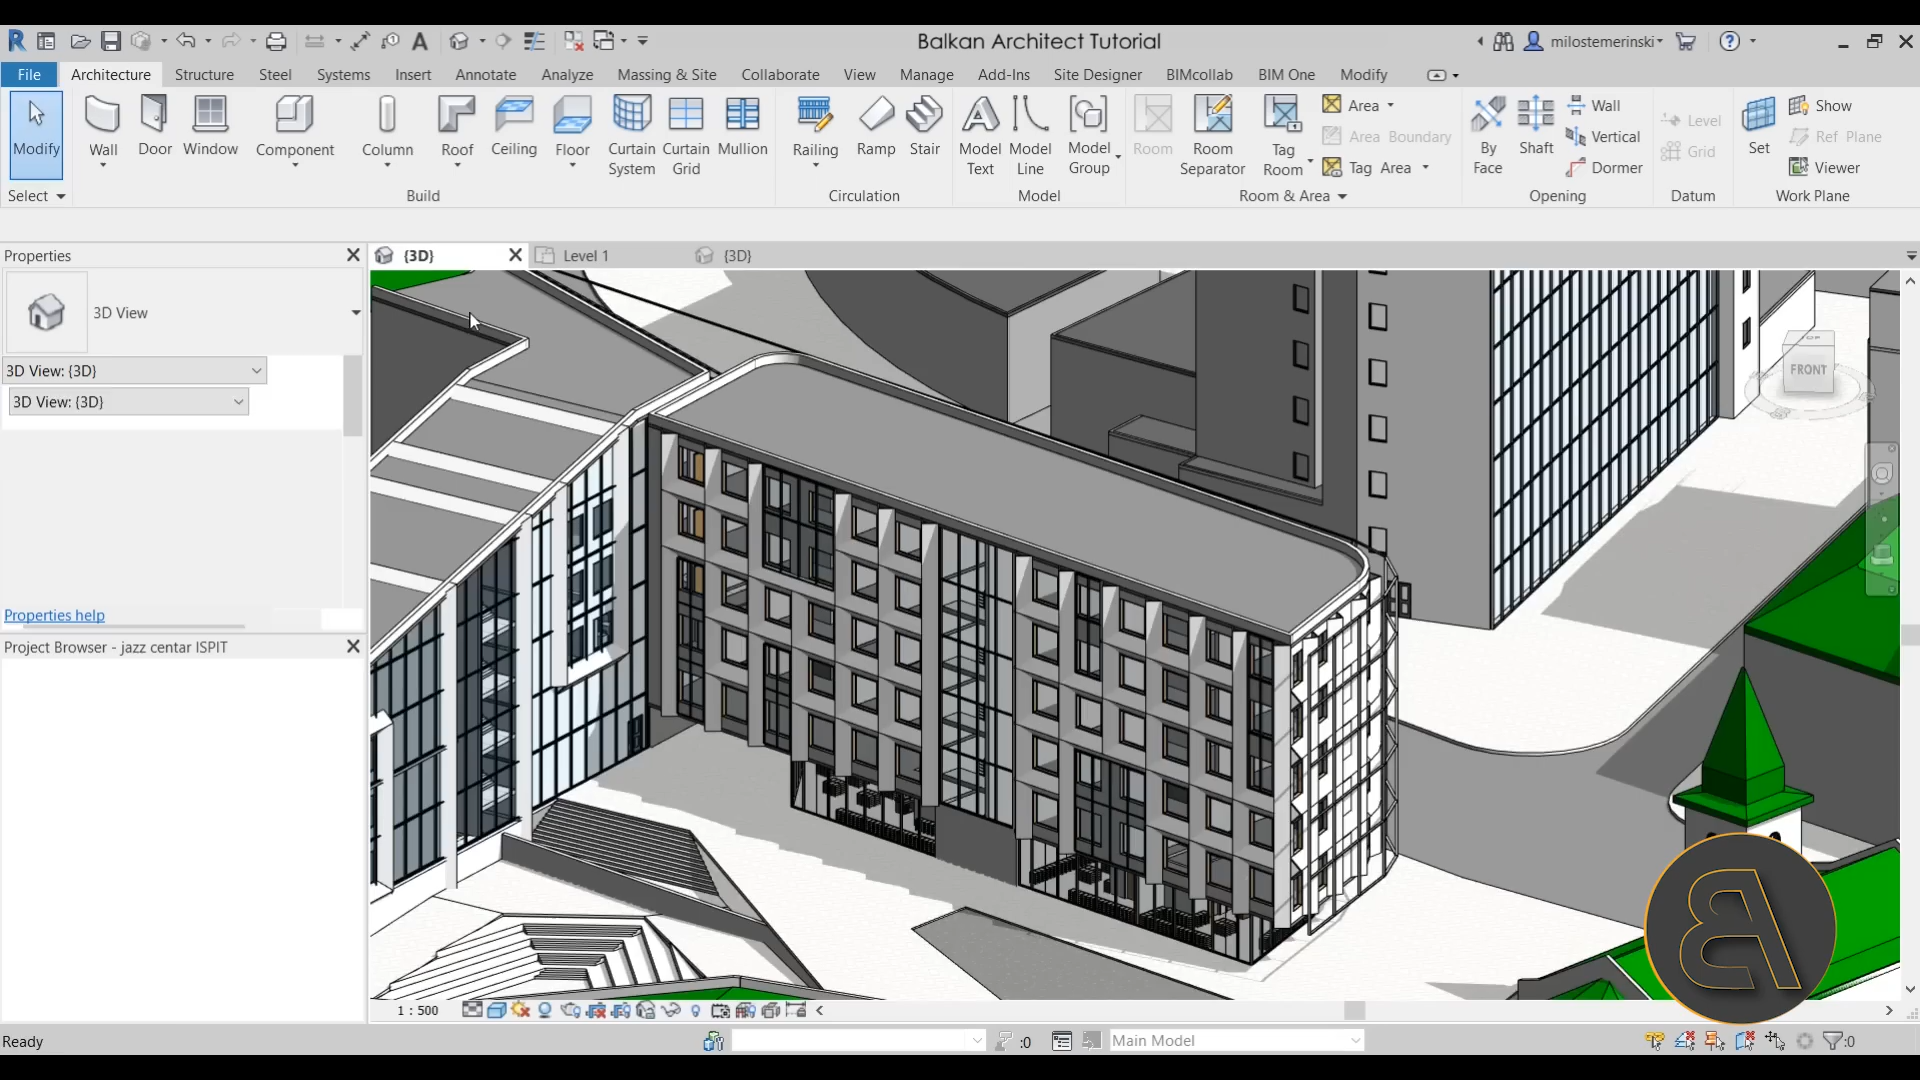 Balkan Architect Tutorial
milostemerinski
File Architecture Structure Steel Systems Insert Annotate Analyze Massing & Site Collaborate View Manage Add-Ins Site Designer BIMcollab BIM One Modify
Modify
Wall
Door
Window
Component
Column
Roof
Ceiling
Floor
Curtain System
Curtain Grid
Mullion
Railing
Ramp
Stair
Model Text
Model Line
Model Group
Room
Room Separator
Tag Room
Area
Area Boundary
Tag Area
By Face
Shaft
Wall
Vertical
Dormer
Level
Grid
Set
Show
Ref Plane
Viewer
Select Build Circulation Model Room & Area Opening Datum Work Plane
Properties
{3D} Level 1 {3D}
3D View
3D View: {3D}
3D View: {3D}
Properties help
Project Browser - jazz centar ISPIT
TOP
FRONT
1 : 500
Ready
:0
Main Model
:0